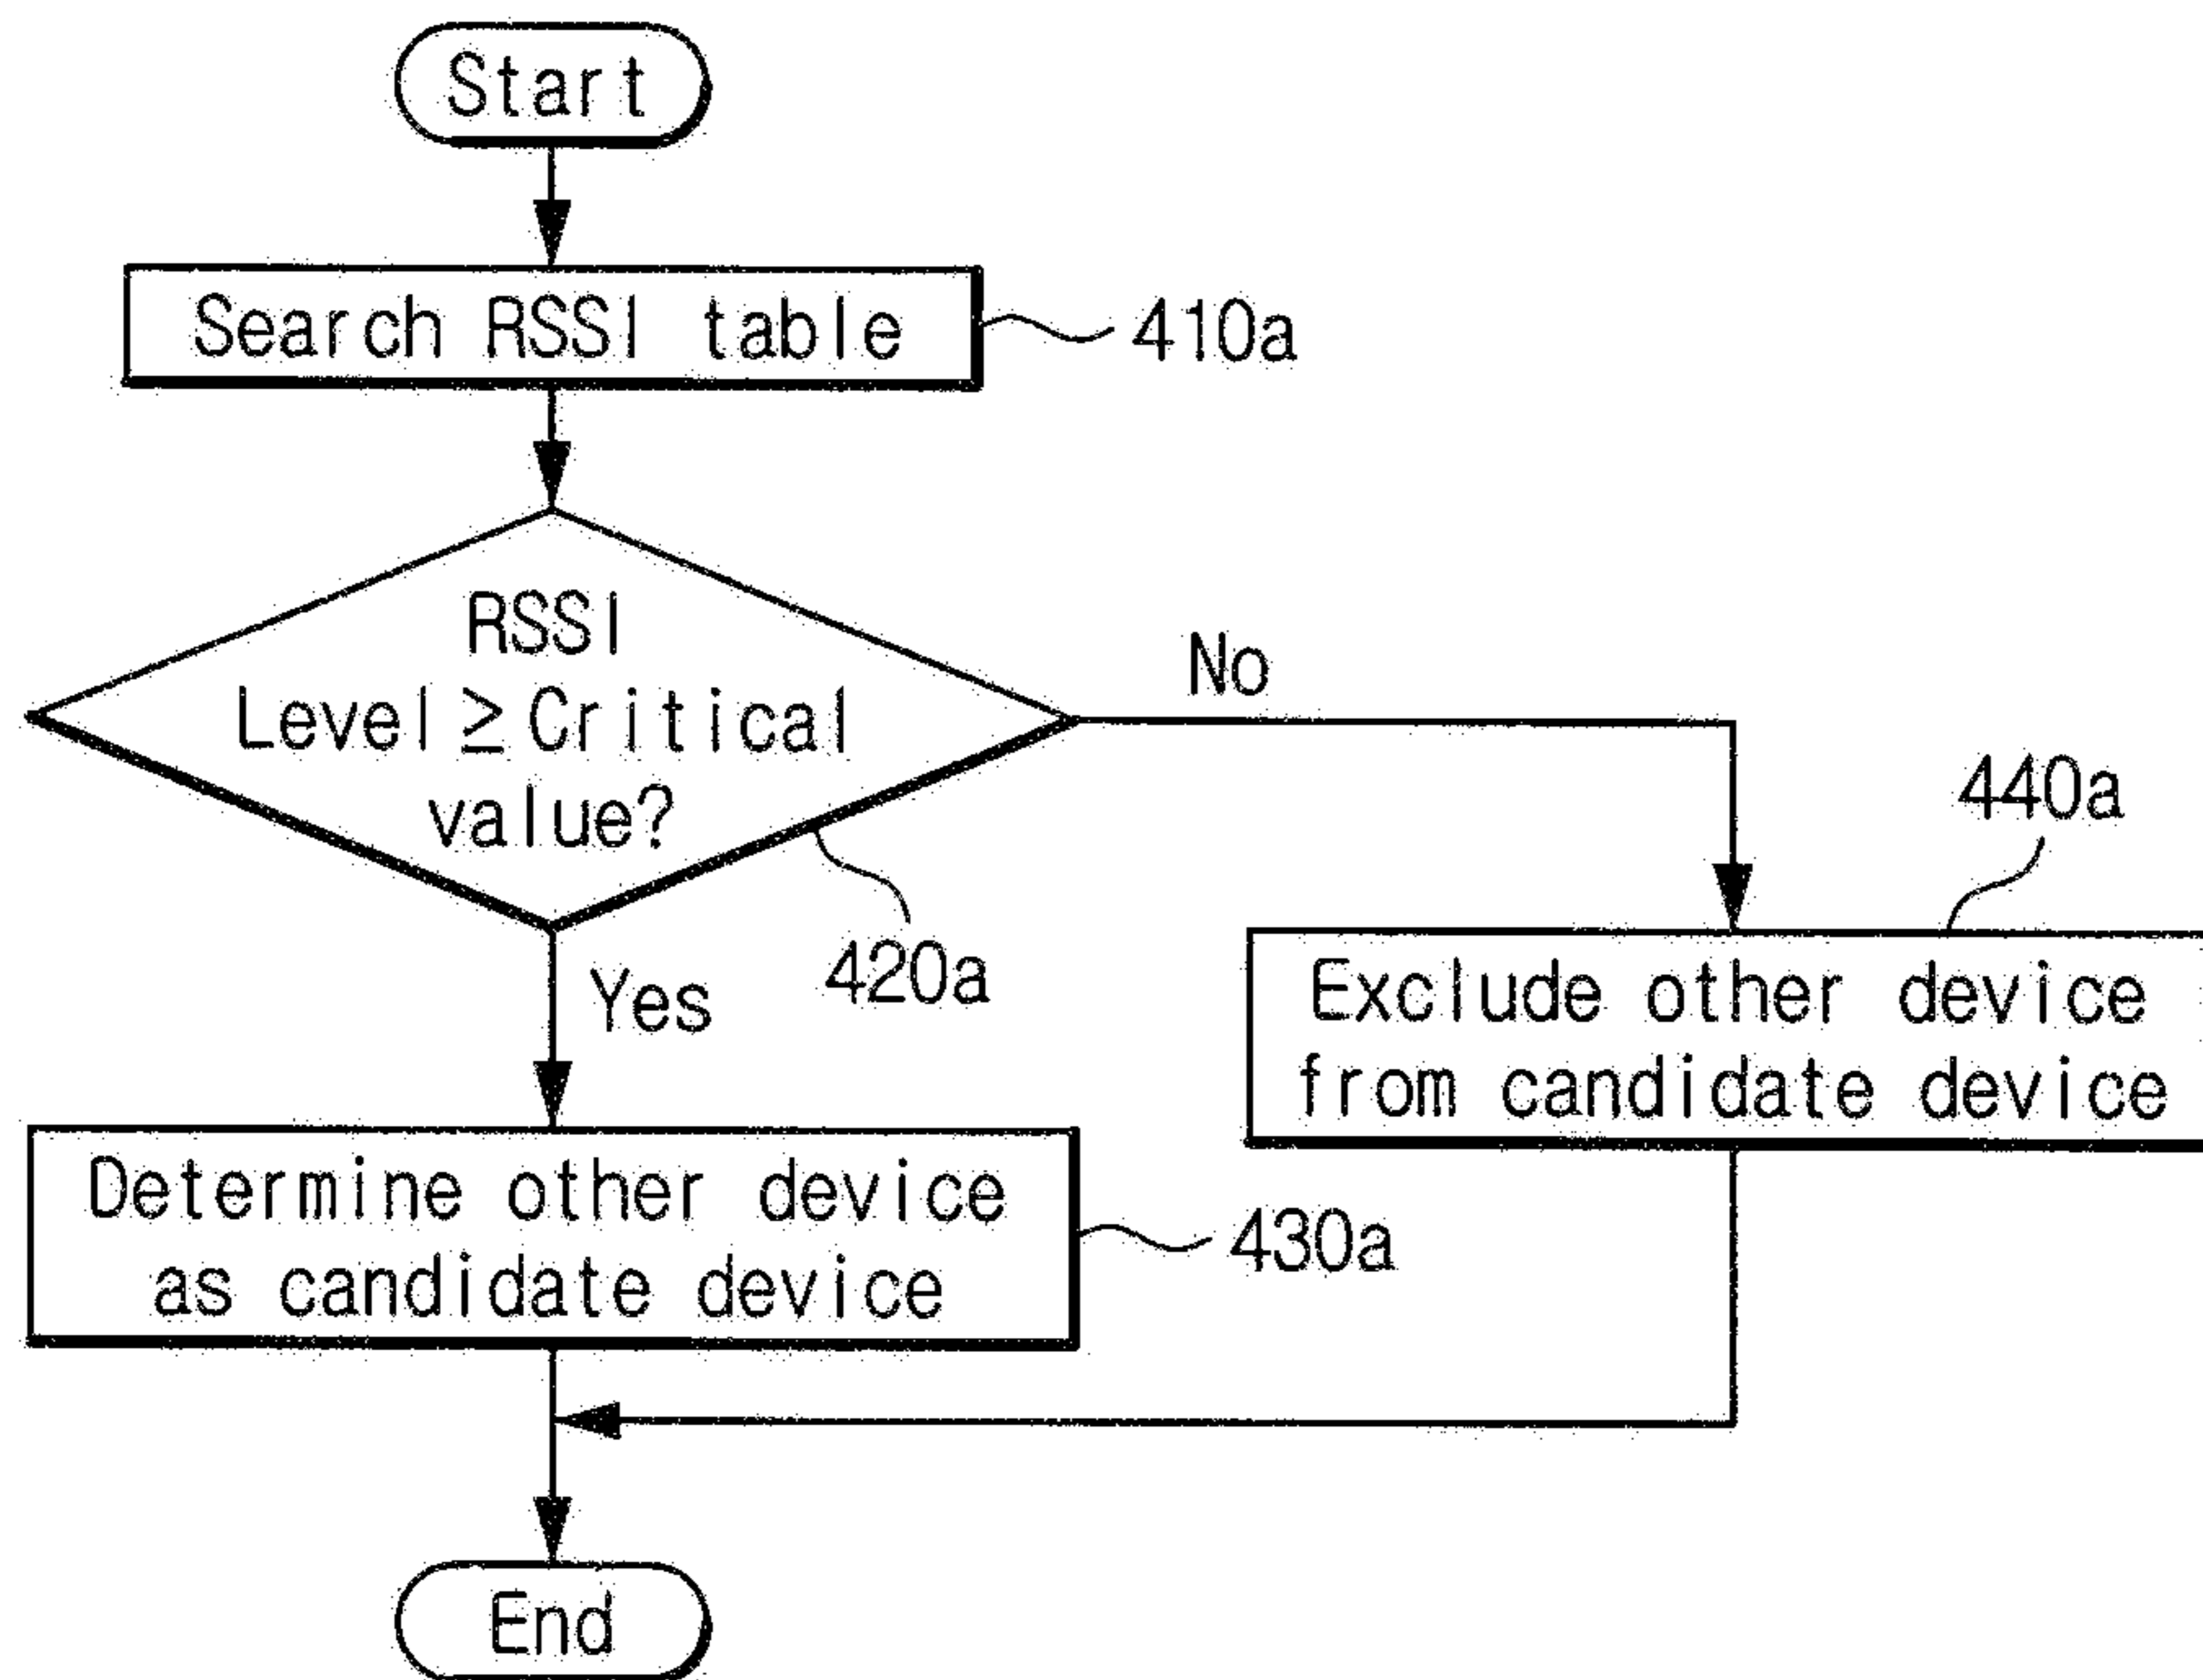 Start
Search RSSI table
410a
RSSI
Level ≥ Critical
value?
No
420a
Yes
440a
Exclude other device
from candidate device
Determine other device
as candidate device
430a
End